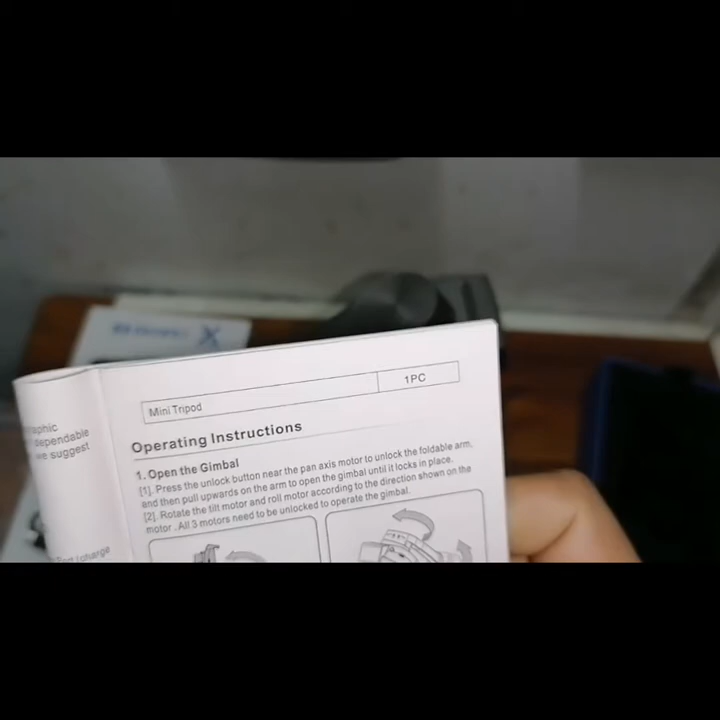 X
raphic
dependable
we suggest
Mini Tripod
1PC
Operating Instructions
1. Open the Gimbal
[1]. Press the unlock button near the pan axis motor to unlock the foldable arm,
and then pull upwards on the arm to open the gimbal until it locks in place.
[2]. Rotate the tilt motor and roll motor according to the direction shown on the
motor . All 3 motors need to be unlocked to operate the gimbal.
charge